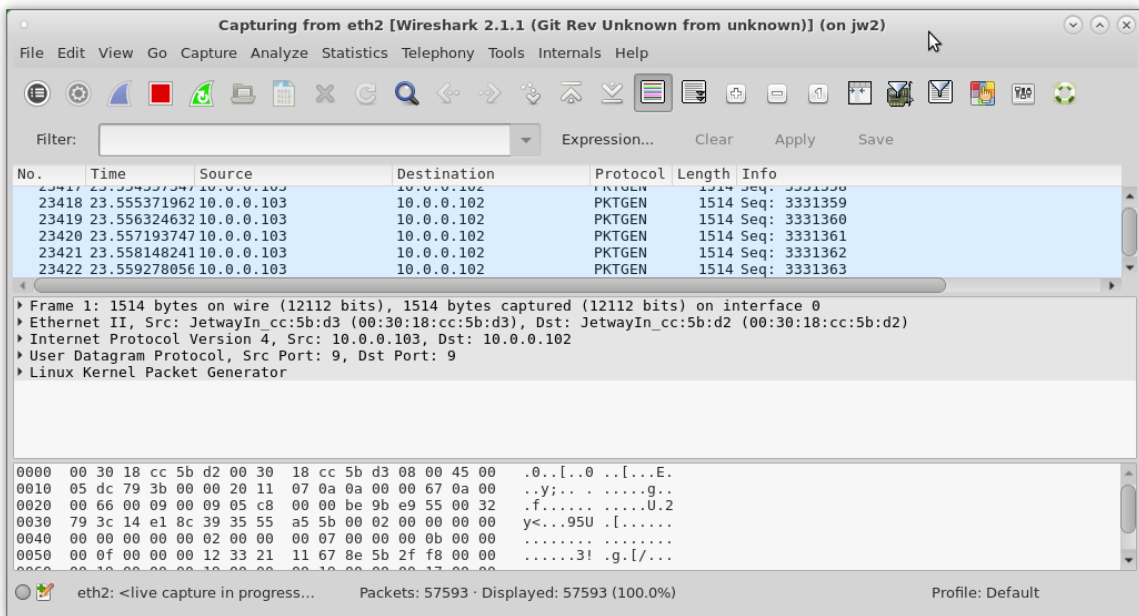 Capturing from eth2 [Wireshark 2.1.1 (Git Rev Unknown from unknown)] (on jw2)
File Edit View Go Capture Analyze Statistics Telephony Tools Internals Help
Filter: Expression... Clear Apply Save
No. Time Source Destination Protocol Length Info
23418 23.555371962 10.0.0.103 10.0.0.102 PKTGEN 1514 Seq: 3331359
23419 23.556324632 10.0.0.103 10.0.0.102 PKTGEN 1514 Seq: 3331360
23420 23.557193747 10.0.0.103 10.0.0.102 PKTGEN 1514 Seq: 3331361
23421 23.558148241 10.0.0.103 10.0.0.102 PKTGEN 1514 Seq: 3331362
23422 23.559278056 10.0.0.103 10.0.0.102 PKTGEN 1514 Seq: 3331363
Frame 1: 1514 bytes on wire (12112 bits), 1514 bytes captured (12112 bits) on interface 0
Ethernet II, Src: JetwayIn_cc:5b:d3 (00:30:18:cc:5b:d3), Dst: JetwayIn_cc:5b:d2 (00:30:18:cc:5b:d2)
Internet Protocol Version 4, Src: 10.0.0.103, Dst: 10.0.0.102
User Datagram Protocol, Src Port: 9, Dst Port: 9
Linux Kernel Packet Generator
0000 00 30 18 cc 5b d2 00 30 18 cc 5b d3 08 00 45 00 .0..[..0 ..[...E.
0010 05 dc 79 3b 00 00 20 11 07 0a 0a 00 00 67 0a 00 ..y;.. . .....g..
0020 00 66 00 09 00 09 05 c8 00 00 be 9b e9 55 00 32 .f...... .....U.2
0030 79 3c 14 e1 8c 39 35 55 a5 5b 00 02 00 00 00 00 y<...95U .[......
0040 00 00 00 00 02 00 00 00 07 00 00 00 0b 00 00 ........ ........
0050 00 0f 00 00 00 12 33 21 11 67 8e 5b 2f f8 00 00 ......3! .g.[/...
eth2: <live capture in progress... Packets: 57593 · Displayed: 57593 (100.0%) Profile: Default